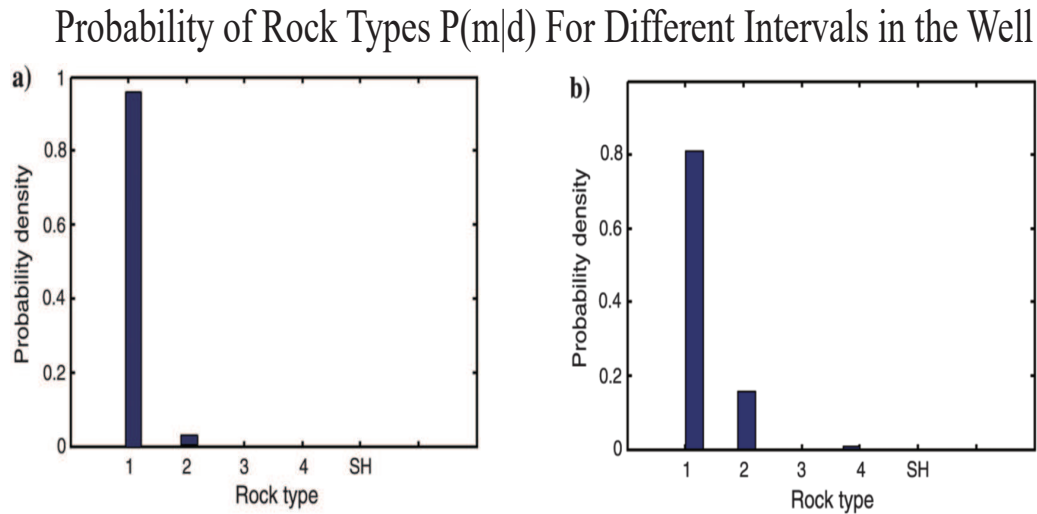 Probability of Rock Types P(m|d) For Different Intervals in the Well
a)
1
0.8
0.6
0.4
0.2
0
Probability density
1 2 3 4 SH
Rock type
b)
0.8
0.6
0.4
0.2
0
Probability density
1 2 3 4 SH
Rock type